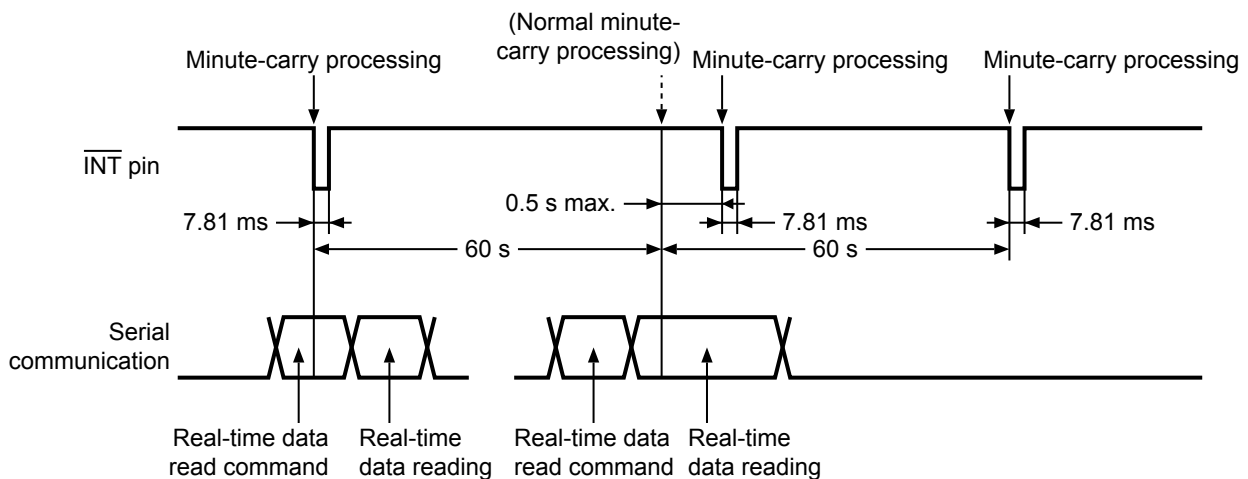 (Normal minute-
carry processing)
Minute-carry processing
Minute-carry processing
Minute-carry processing
INT pin
0.5 s max.
7.81 ms
7.81 ms
7.81 ms
60 s
60 s
Serial
communication
Real-time data
read command
Real-time
data reading
Real-time data
read command
Real-time
data reading